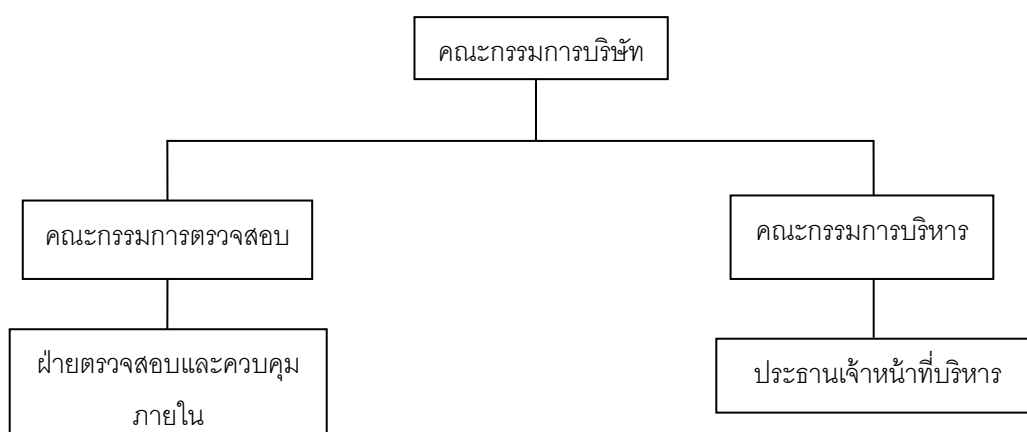 คณะกรรมการบริษัท
คณะกรรมการตรวจสอบ
คณะกรรมการบริหาร
ฝ่ายตรวจสอบและควบคุม
ภายใน
ประธานเจ้าหน้าที่บริหาร